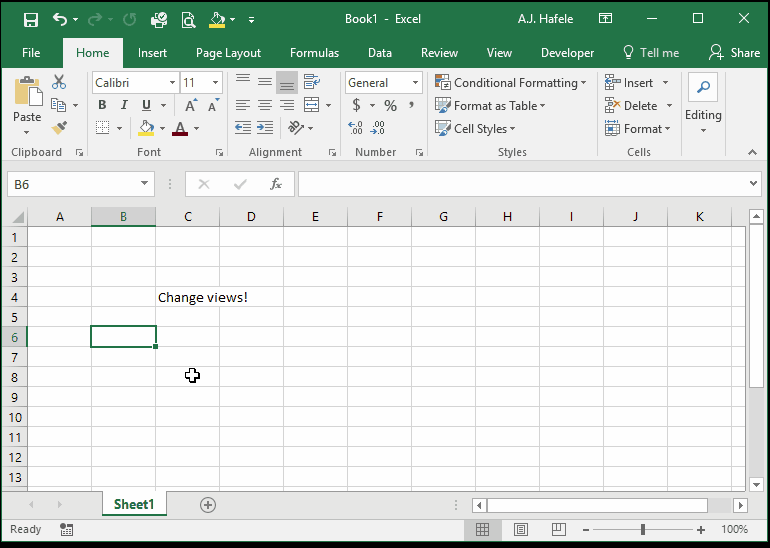 Book1 - Excel
A.J. Hafele
File Home Insert Page Layout Formulas Data Review View Developer Tell me Share
Calibri 11 General Conditional Formatting Insert
Paste B I U A A $ % , Format as Table Delete Editing
A .0 .00 .00 .0 Cell Styles Format
Clipboard Font Alignment Number Styles Cells
B6 fx
A B C D E F G H I J K
1
2
3
4 Change views!
5
6
7
8
9
10
11
12
13
Sheet1
Ready 100%